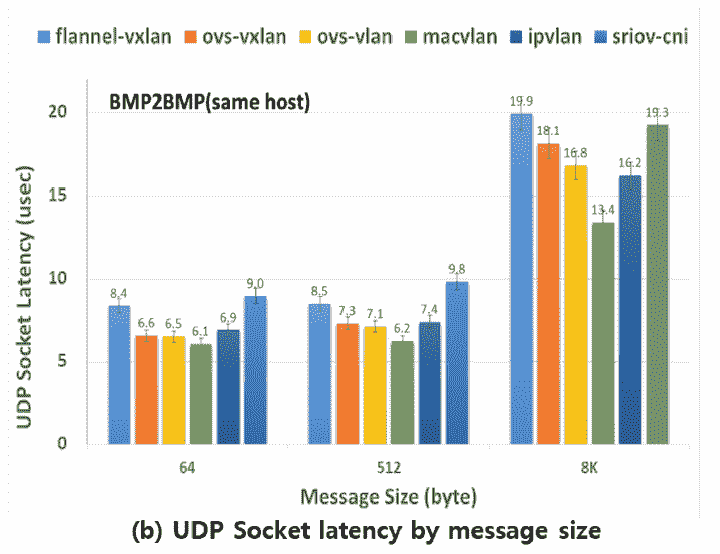 flannel-vxlan ovs-vxlan ovs-vlan macvlan ipvlan sriov-cni
BMP2BMP(same host)
UDP Socket Latency (usec)
20
15
10
5
0
8.4 6.6 6.5 6.1 6.9 9.0
8.5 7.3 7.1 6.2 7.4 9.8
19.9 18.1 16.8 13.4 16.2 19.3
64 512 8K
Message Size (byte)
(b) UDP Socket latency by message size